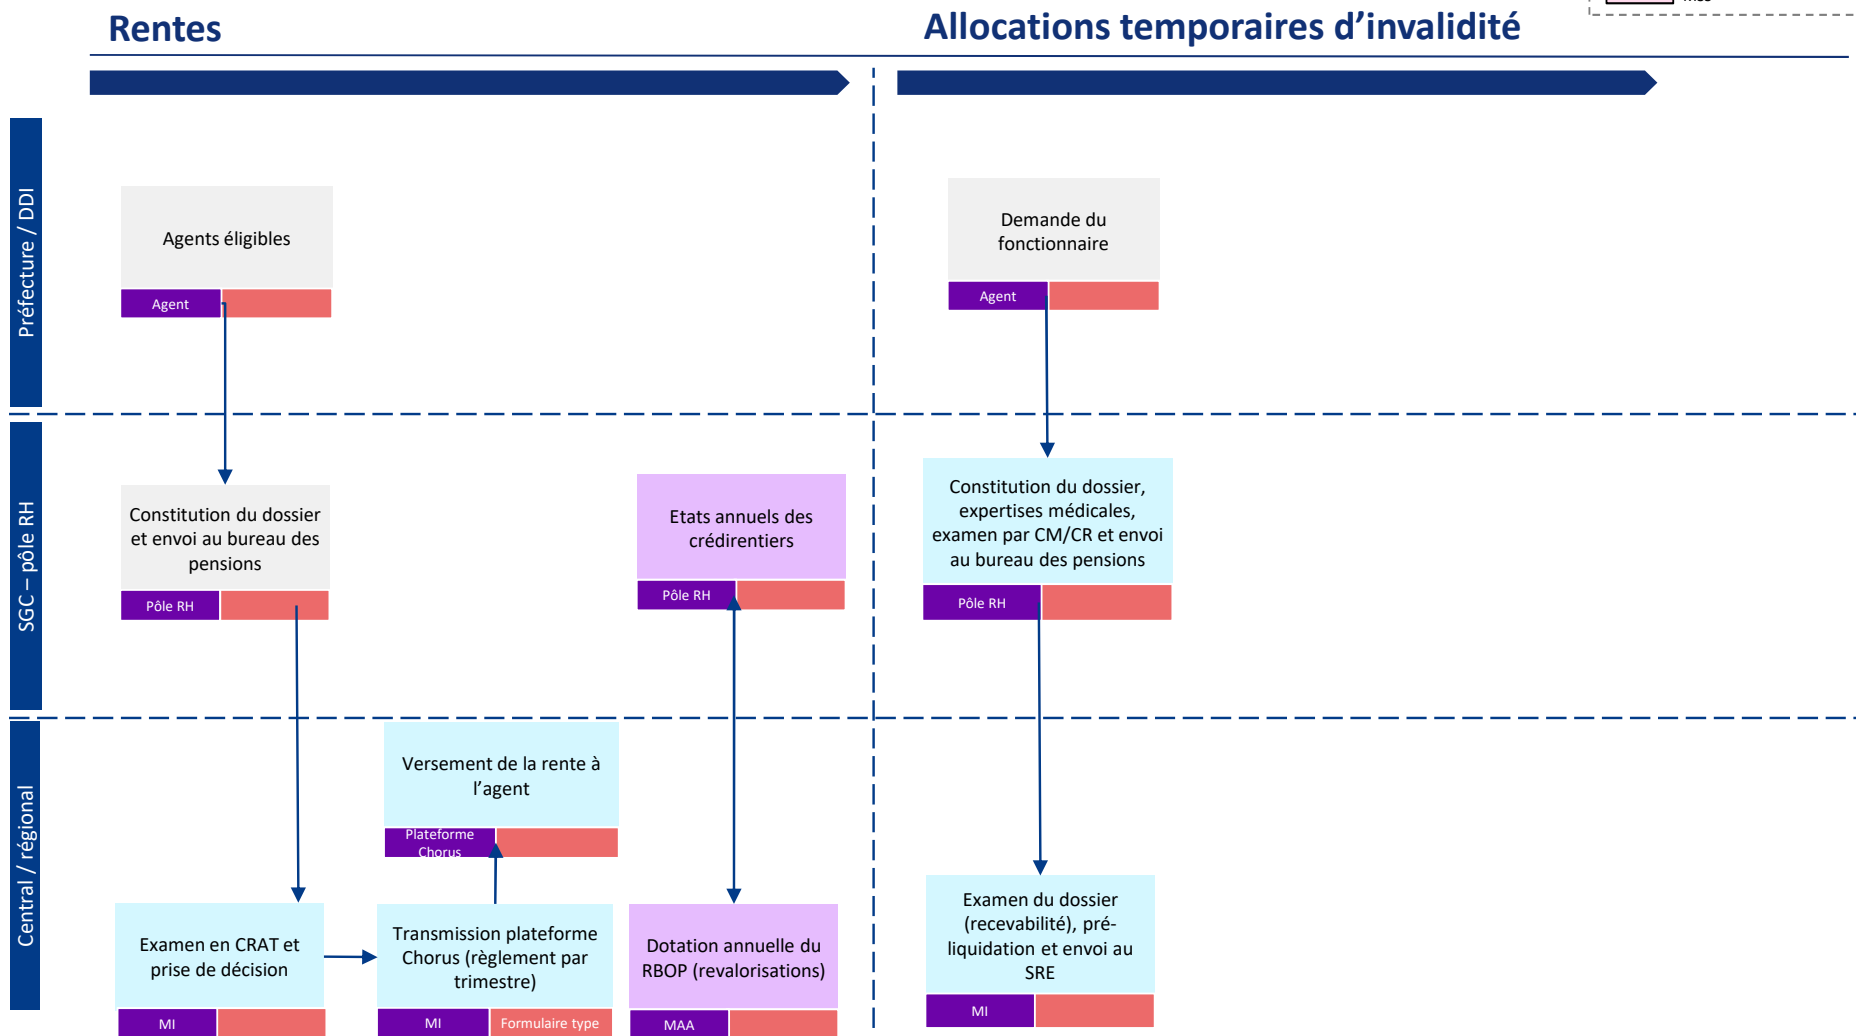 Rentes
Allocations temporaires d’invalidité
Préfecture / DDI
Agents éligibles
Agent
Demande du
fonctionnaire
Agent
SGC – pôle RH
Constitution du dossier
et envoi au bureau des
pensions
Pôle RH
Etats annuels des
crédirentiers
Pôle RH
Constitution du dossier,
expertises médicales,
examen par CM/CR et envoi
au bureau des pensions
Pôle RH
Central / régional
Versement de la rente à
l’agent
Plateforme
Chorus
Examen en CRAT et
prise de décision
MI
Transmission plateforme
Chorus (règlement par
trimestre)
MI
Formulaire type
Dotation annuelle du
RBOP (revalorisations)
MAA
Examen du dossier
(recevabilité), pré-
liquidation et envoi au
SRE
MI